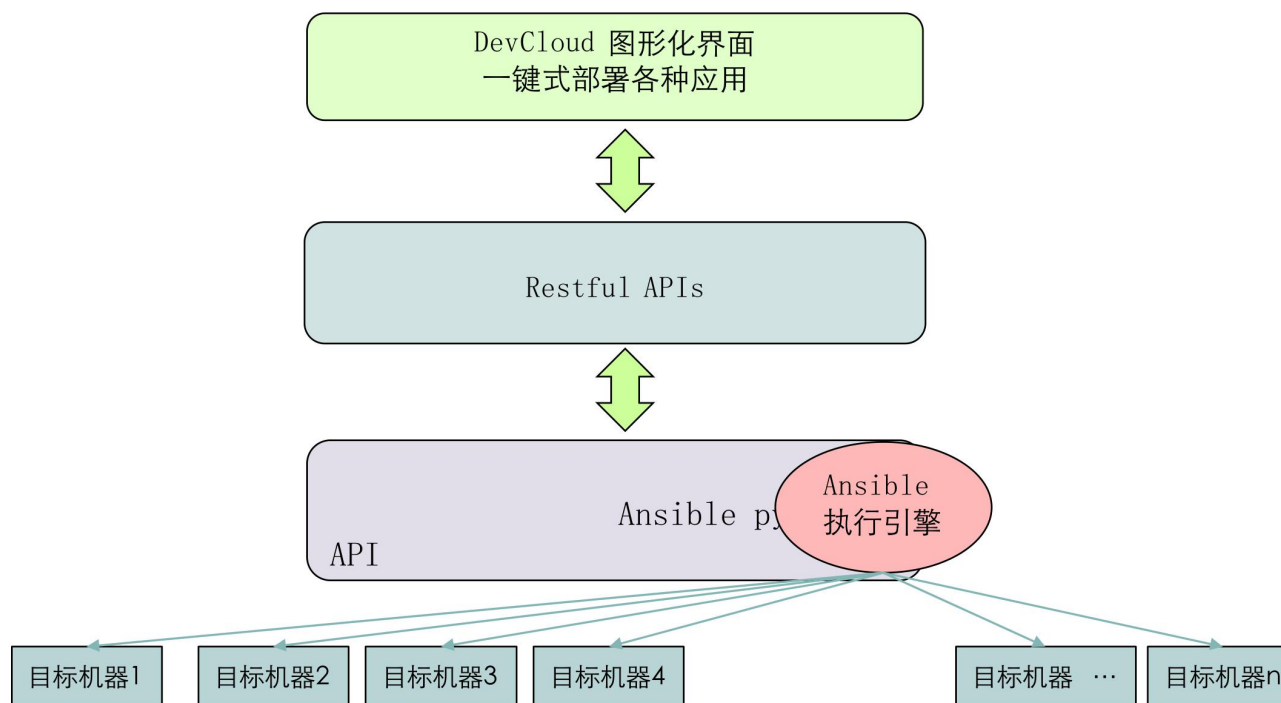 DevCloud 图形化界面
一键式部署各种应用
Restful APIs
Ansible
API
Ansible
执行引擎
目标机器1
目标机器2
目标机器3
目标机器4
目标机器 …
目标机器n